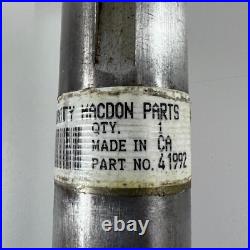 MACDON PARTS
QTY. 1
MADE IN CA
PART NO. 41992